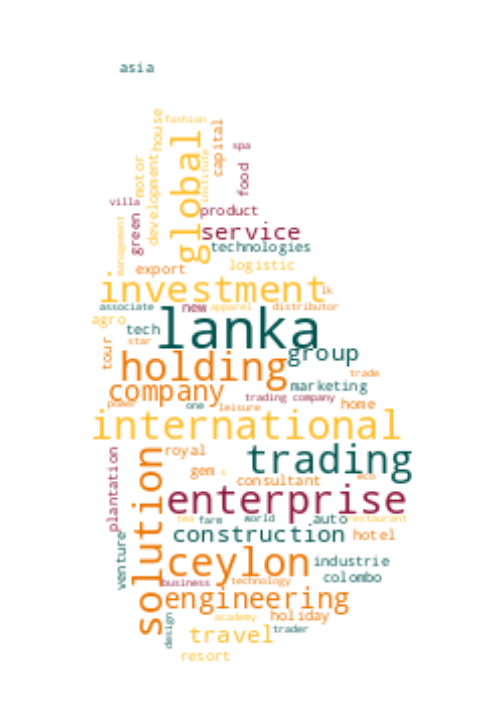 asia
fashion
house
capital
global
institute
spa
motor
development
food
villa
product
green
management
service
technologies
export
logistic
investment
lk
associate
new
apparel
distributor
agro
tech
lanka
star
tour
holding
group
trade
company
marketing
power
one
leisure
trading company
home
international
royal
trading
plantation
solution
gem
s
consultant
eco
enterprise
tea
farm
world
auto
restaurant
construction
hotel
venture
ceylon
industrie
colombo
business
technology
engineering
design
academy
holiday
travel
trader
resort